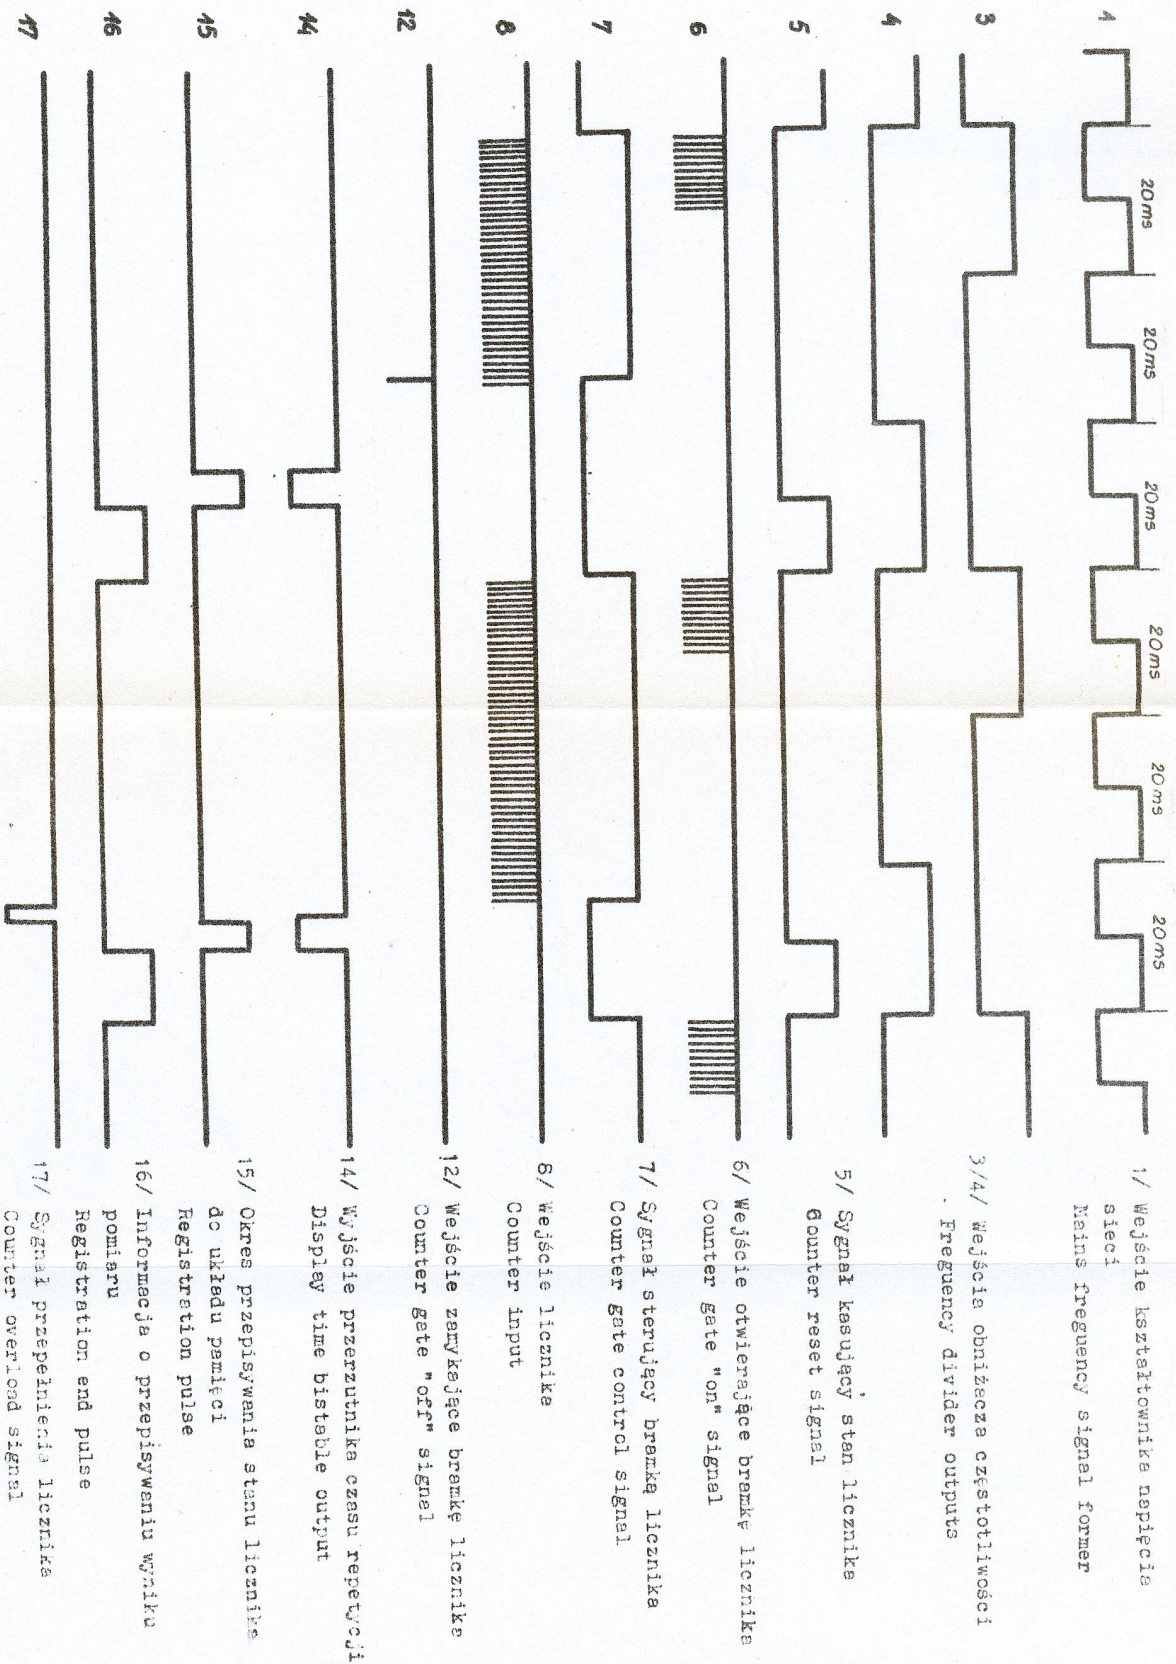 1
20ms
20ms
20ms
20ms
20ms
20ms
3
4
5
6
7
8
12
14
15
16
17
1/ Wejście kształtownika napięcia
sieci
Mains freguency signal former
3/4/ Wejścia obniżacza częstotliwości
Freguency divider outputs
5/ Sygnał kasujący stan licznika
Counter reset signal
6/ Wejście otwierające bramkę licznika
Counter gate "on" signal
7/ Sygnał sterujący bramką licznika
Counter gate control signal
8/ Wejście licznika
Counter input
12/ Wejście zamykające bramkę licznika
Counter gate "off" signal
14/ Wyjście przerzutnika czasu repetycji
Display time bistable output
15/ Okres przepisywania stanu licznika
do układu pamięci
Registration pulse
16/ Informacja o przepisywaniu wyniku
pomiaru
Registration end pulse
17/ Sygnał przepełnienia licznika
Counter overload signal